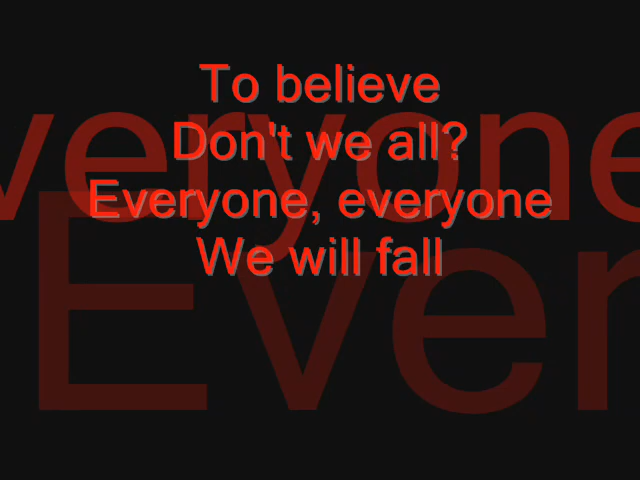 To believe
Don't we all?
Everyone, everyone
We will fall
veryone
Ever